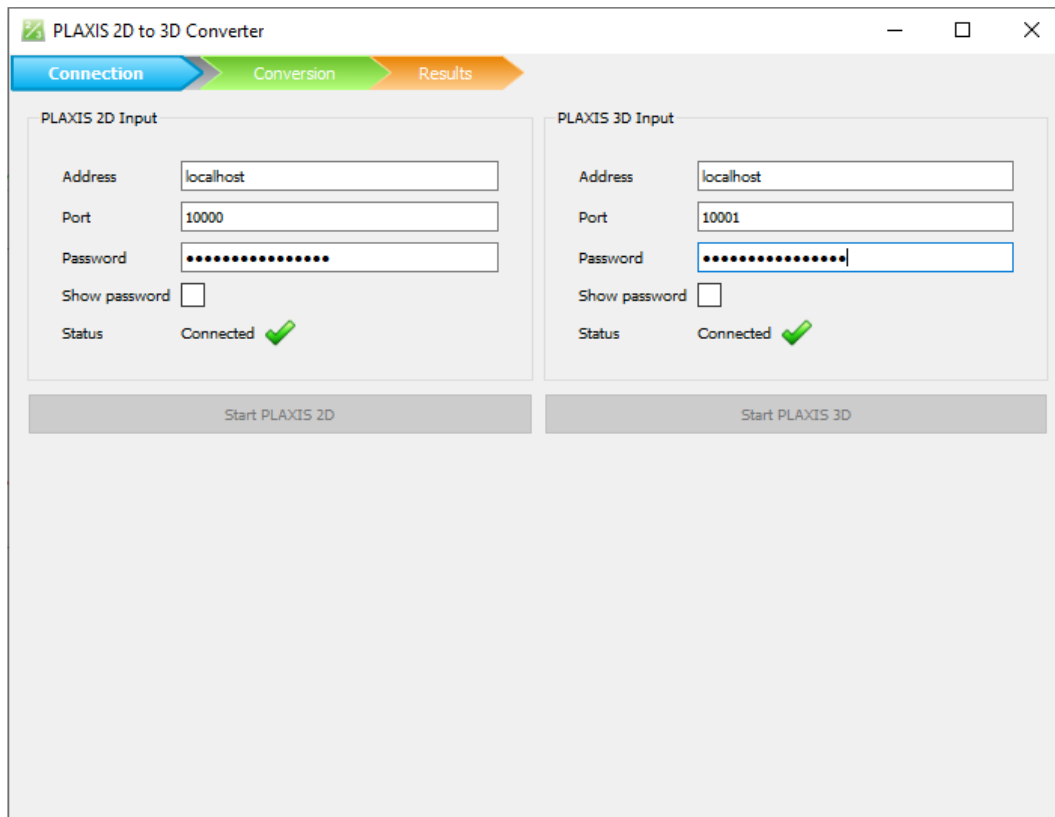 PLAXIS 2D to 3D Converter
Connection Conversion Results
PLAXIS 2D Input
Address localhost
Port 10000
Password ••••••••••••••••
Show password
Status Connected
Start PLAXIS 2D
PLAXIS 3D Input
Address localhost
Port 10001
Password ••••••••••••••••
Show password
Status Connected
Start PLAXIS 3D